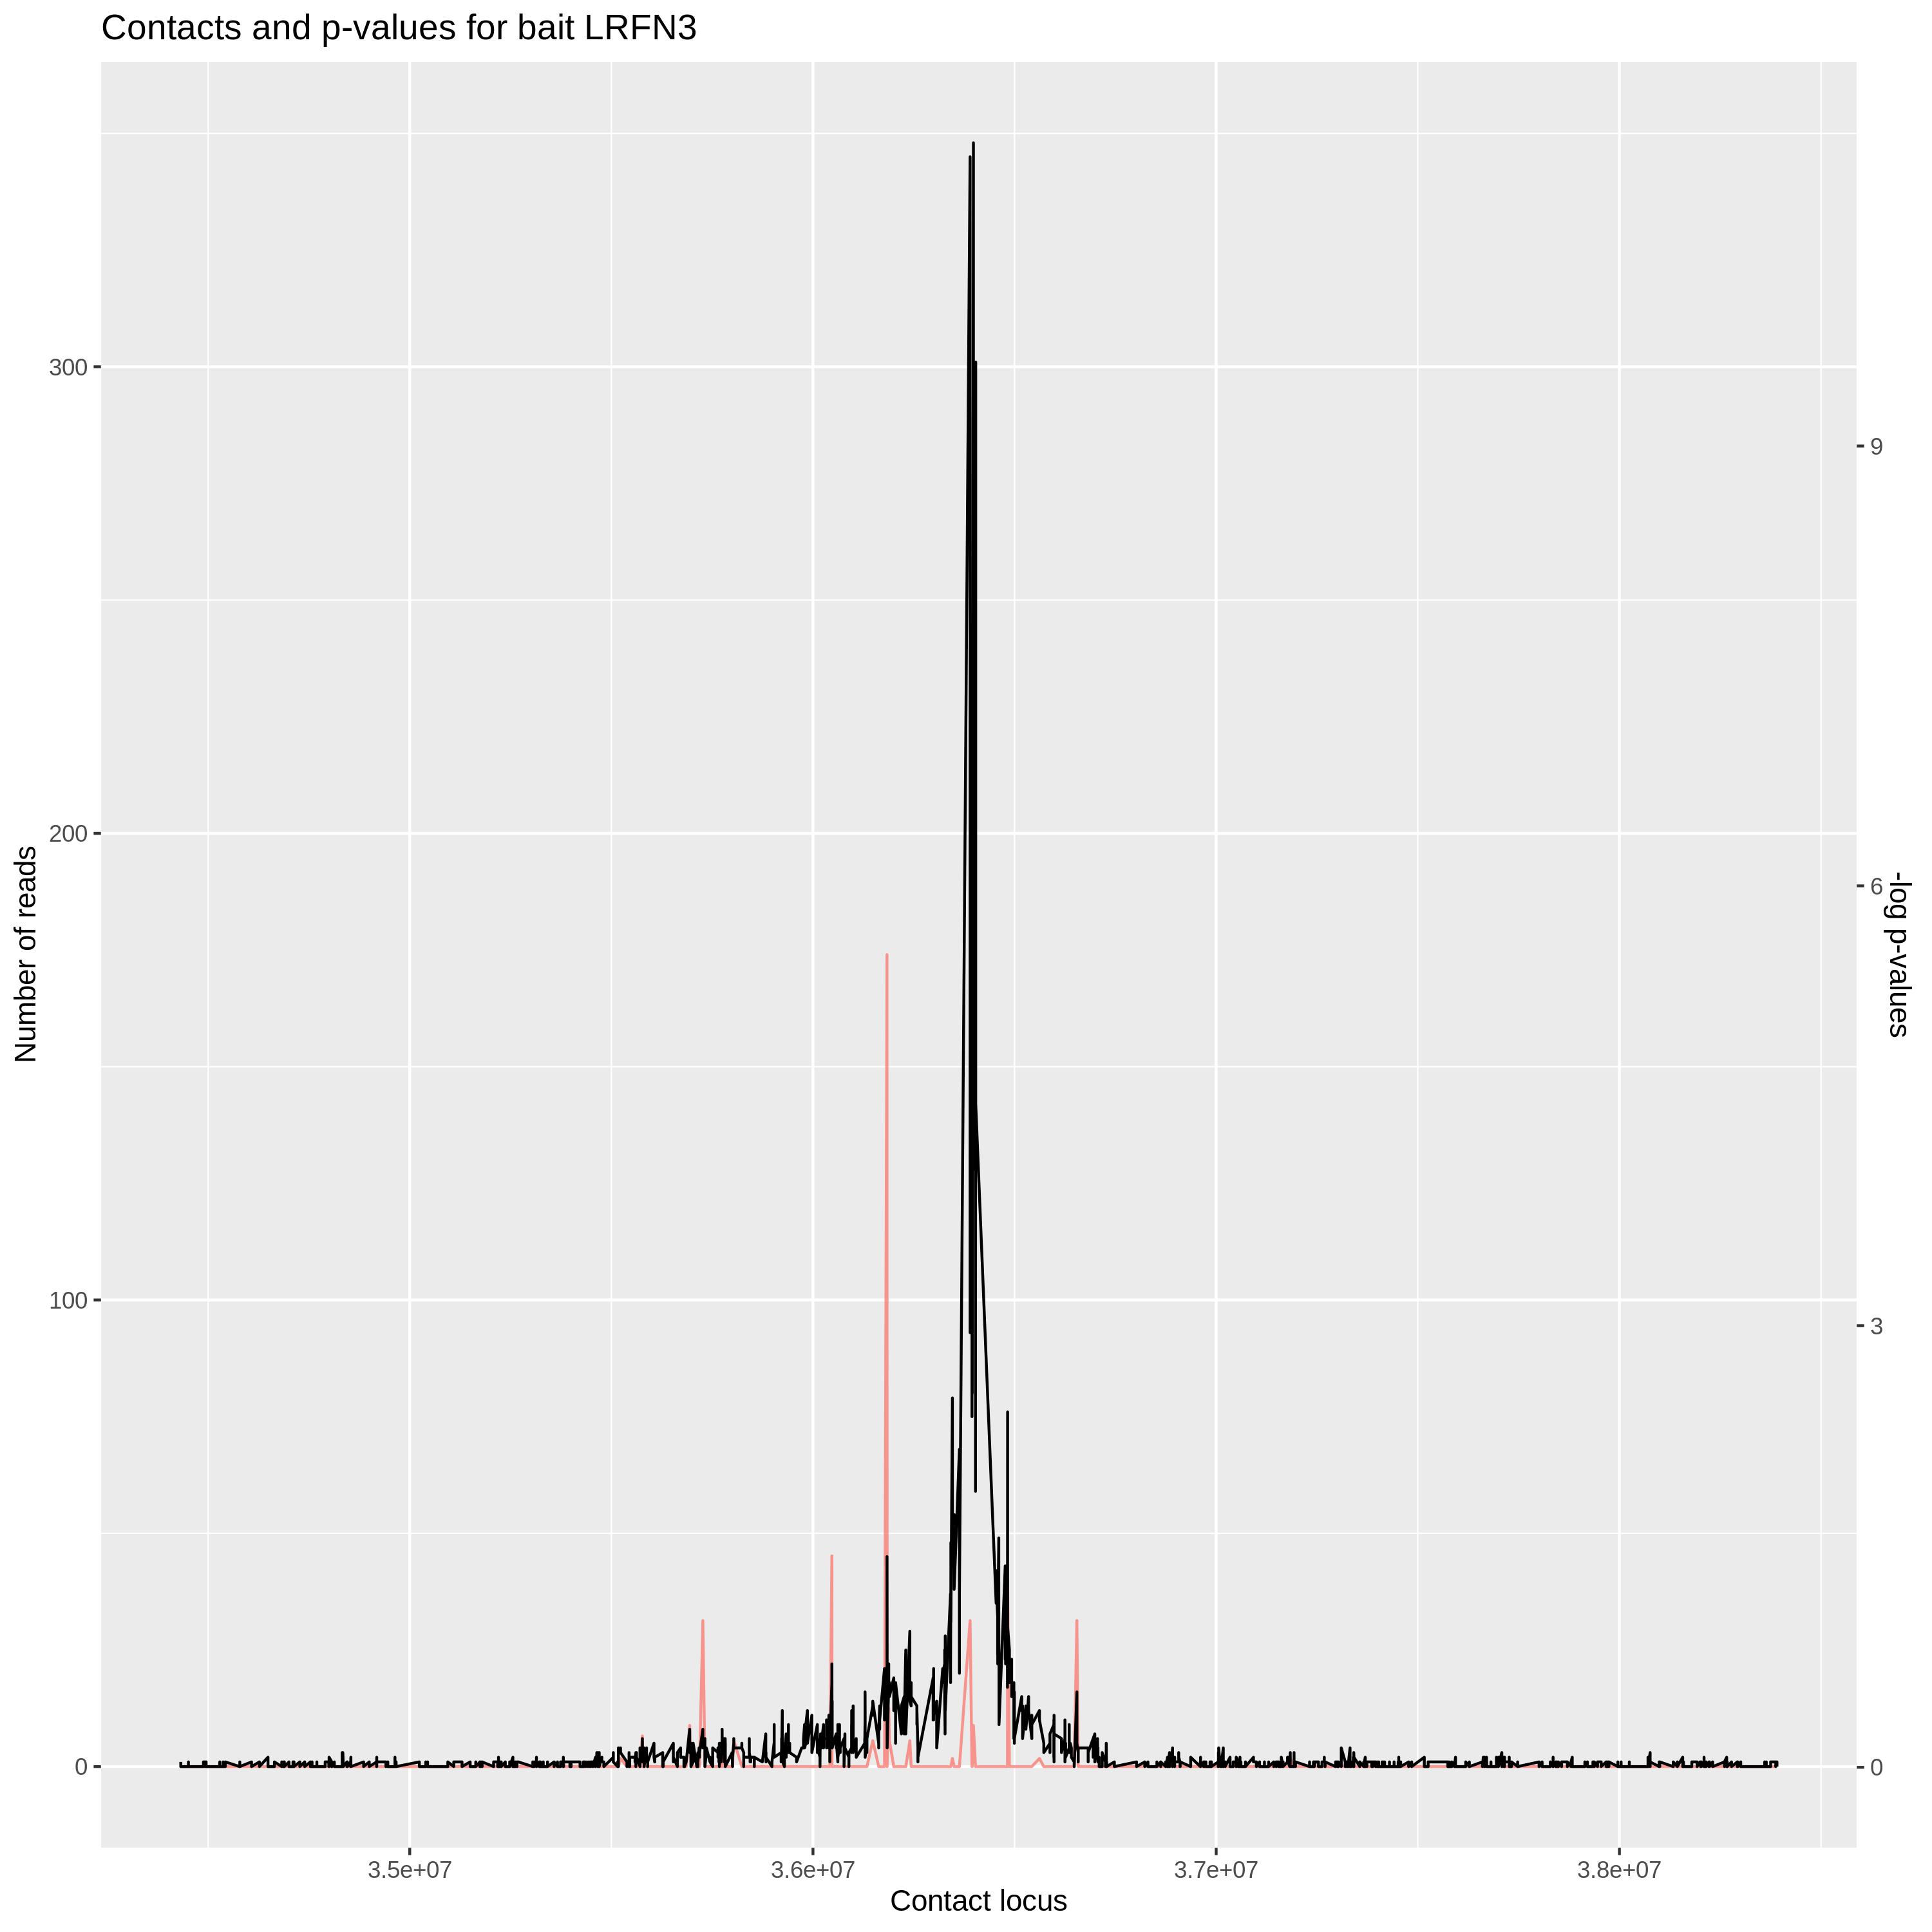 Contacts and p-values for bait LRFN3
Number of reads
300
200
100
0
9
6
3
0
-log p-values
3.5e+07
3.6e+07
3.7e+07
3.8e+07
Contact locus